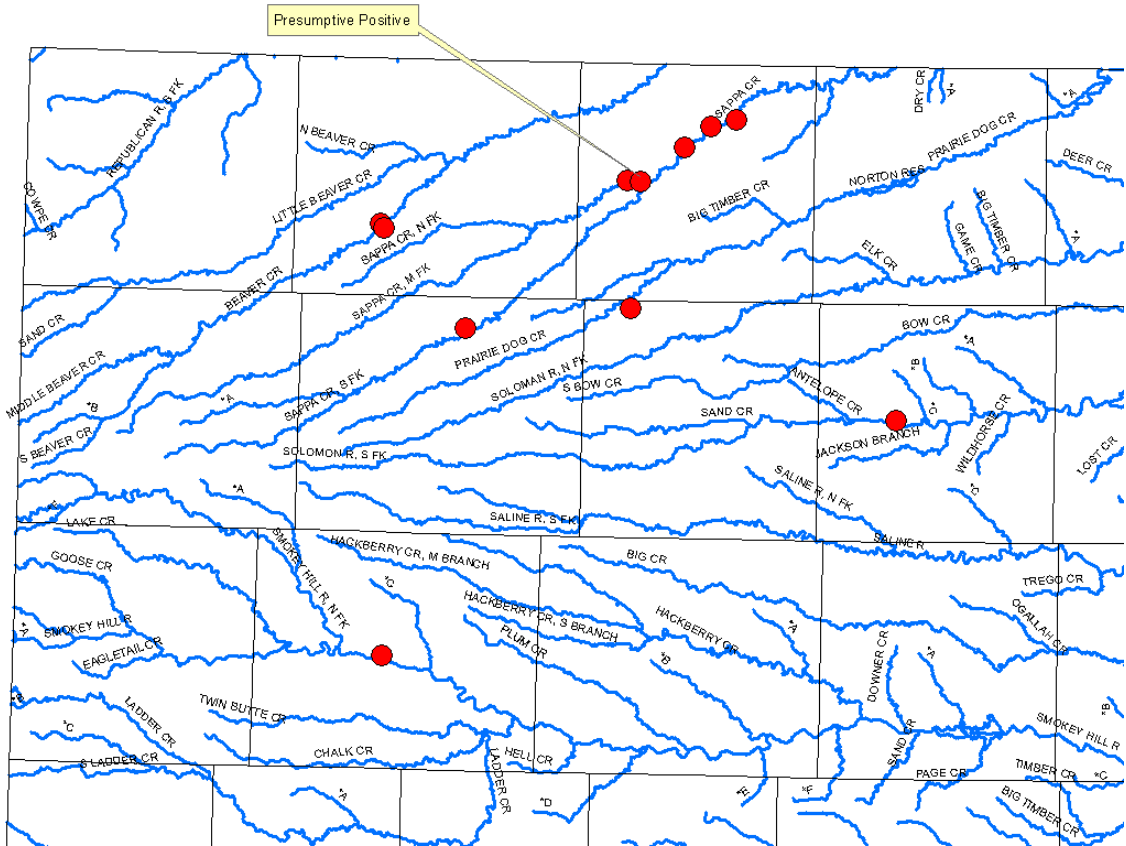 Presumptive Positive
REPUBLICAN R, S FK
SAPPA CR
DRY CR
*A
*A
N BEAVER CR
PRAIRIE DOG CR
DEER CR
LITTLE BEAVER CR
NORTON RES
BIG TIMBER CR
BIG TIMBER CR
GAME CR
*A
SAPPA CR, N FK
ELK CR
BEAVER CR
SAPPA CR, M FK
SAND CR
BOW CR
*A
PRAIRIE DOG CR
MIDDLE BEAVER CR
SOLOMAN R, N FK
S BOW CR
ANTELOPE CR
*B
*B
*A
SAPPA CR, S FK
SAND CR
*C
WILDHORSE CR
S BEAVER CR
JACKSON BRANCH
SOLOMON R, S FK
LOST CR
*A
SALINE R, N FK
*C
LAKE CR
SALINE R, S FK
SMOKEY HILL R, N FK
HACKBERRY CR, M BRANCH
SALINE R
GOOSE CR
BIG CR
*C
TREGO CR
HACKBERRY CR, S BRANCH
HACKBERRY CR
OGALLAH CR
*A
SMOKEY HILL R
*A
PLUM CR
EAGLETAIL CR
*B
DOWNER CR
*A
LADDER CR
TWIN BUTTE CR
*B
*C
SAND CR
SMOKEY HILL R
CHALK CR
HELL CR
S LADDER CR
LADDER CR
PAGE CR
TIMBER CR
*C
*A
*D
*F
BIG TIMBER CR